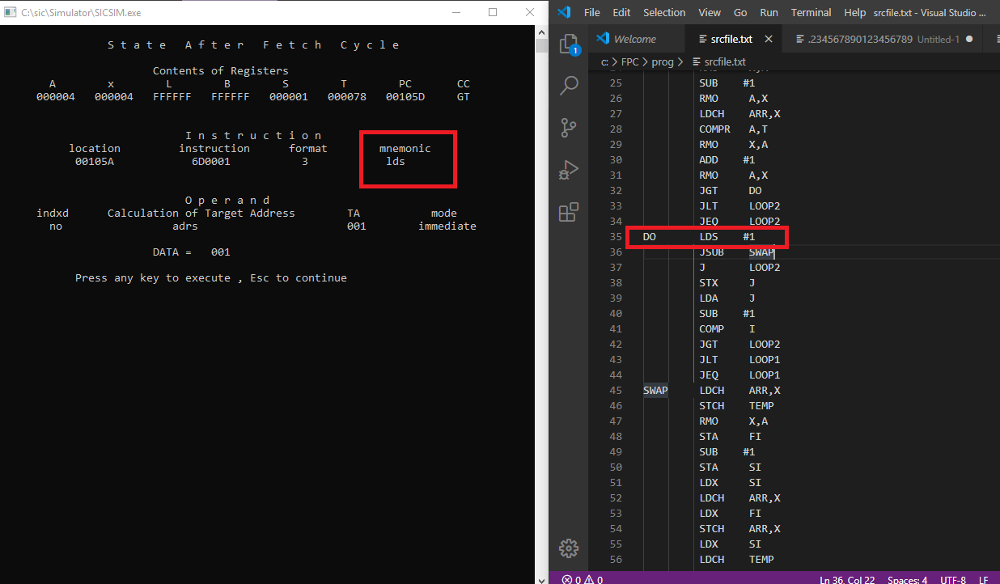 C:\sic\Simulator\SICSIM.exe
S t a t e   A f t e r   F e t c h   C y c l e
Contents of Registers
A x L B S T PC CC
000004 000004 FFFFFF FFFFFF 000001 000078 00105D GT
I n s t r u c t i o n
location instruction format mnemonic
00105A 6D0001 3 lds
O p e r a n d
indxd Calculation of Target Address TA mode
no adrs 001 immediate
DATA = 001
Press any key to execute , Esc to continue
File Edit Selection View Go Run Terminal Help srcfile.txt - Visual Studio ...
Welcome srcfile.txt .234567890123456789 Untitled-1
1
c: > FPC > prog > srcfile.txt
25 SUB #1
26 RMO A,X
27 LDCH ARR,X
28 COMPR A,T
29 RMO X,A
30 ADD #1
31 RMO A,X
32 JGT DO
33 JLT LOOP2
34 JEQ LOOP2
35 DO LDS #1
36 JSUB SWAP
37 J LOOP2
38 STX J
39 LDA J
40 SUB #1
41 COMP I
42 JGT LOOP2
43 JLT LOOP1
44 JEQ LOOP1
45 SWAP LDCH ARR,X
46 STCH TEMP
47 RMO X,A
48 STA FI
49 SUB #1
50 STA SI
51 LDX SI
52 LDCH ARR,X
53 LDX FI
54 STCH ARR,X
55 LDX SI
56 LDCH TEMP
0 0 Ln 36, Col 22 Spaces: 4 UTF-8 LF